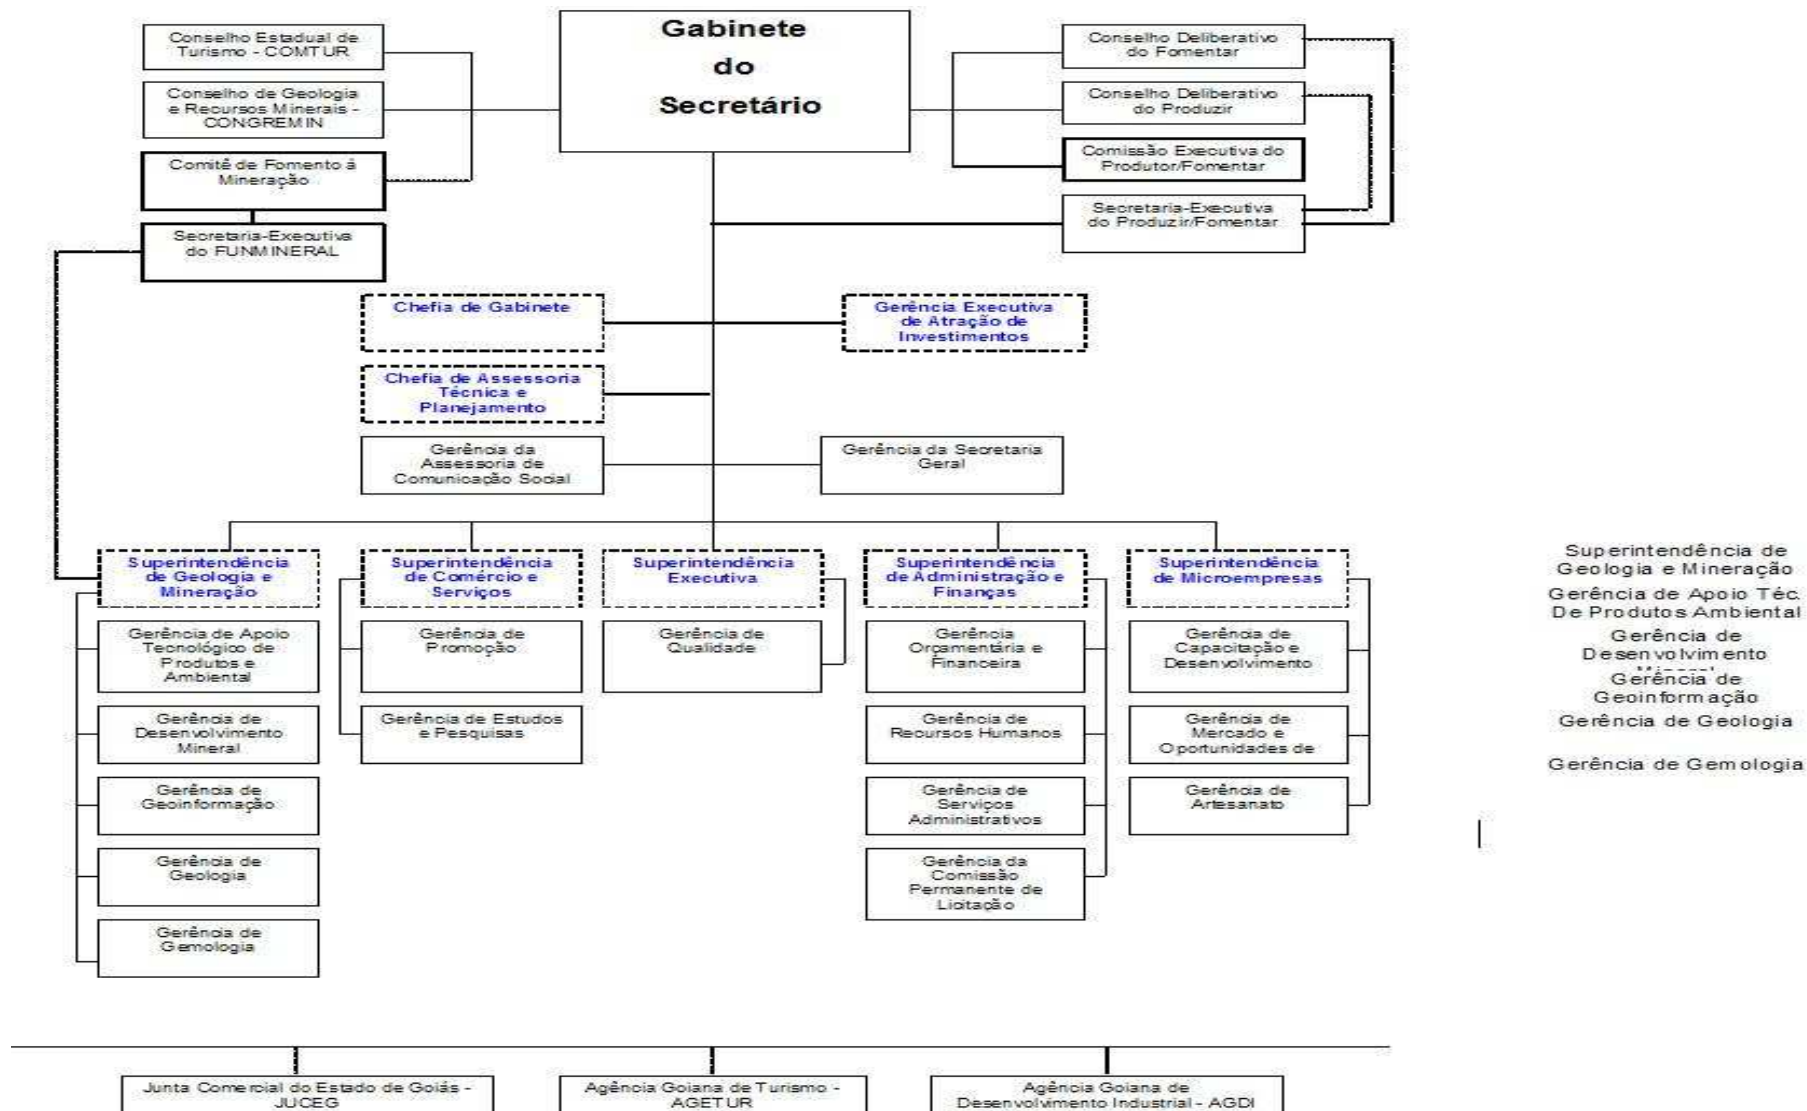 Gabinete
do
Secretário
Conselho Estadual de
Turismo - COMTUR
Conselho de Geologia
e Recursos Minerais -
CONGREMIN
Comitê de Fomento á
Mineração
Secretaria-Executiva
do FUNMINERAL
Conselho Deliberativo
do Fomentar
Conselho Deliberativo
do Produzir
Comissão Executiva do
Produtor/Fomentar
Secretaria-Executiva
do Produzir/Fomentar
Chefia de Gabinete
Gerência Executiva
de Atração de
Investimentos
Chefia de Assessoria
Técnica e
Planejamento
Gerência da
Assessoria de
Comunicação Social
Gerência da Secretaria
Geral
Superintendência
de Geologia e
Mineração
Gerência de Apoio
Tecnológico de
Produtos e
Ambiental
Gerência de
Desenvolvimento
Mineral
Gerência de
Geoinformação
Gerência de
Geologia
Gerência de
Gemologia
Superintendência
de Comércio e
Serviços
Gerência de
Promoção
Gerência de Estudos
e Pesquisas
Superintendência
Executiva
Gerência de
Qualidade
Superintendência
de Administração e
Finanças
Gerência
Orçamentária e
Financeira
Gerência de
Recursos Humanos
Gerência de
Serviços
Administrativos
Gerência da
Comissão
Permanente de
Licitação
Superintendência
de Microempresas
Gerência de
Capacitação e
Desenvolvimento
Gerência de
Mercado e
Oportunidades de
Gerência de
Artesanato
Superintendência de
Geologia e Mineração
Gerência de Apoio Téc.
De Produtos Ambiental
Gerência de
Desenvolvimento
Gerência de
Geoinformação
Gerência de Geologia
Gerência de Gemologia
Junta Comercial do Estado de Goiás -
JUCEG
Agência Goiana de Turismo -
AGETUR
Agência Goiana de
Desenvolvimento Industrial - AGDI